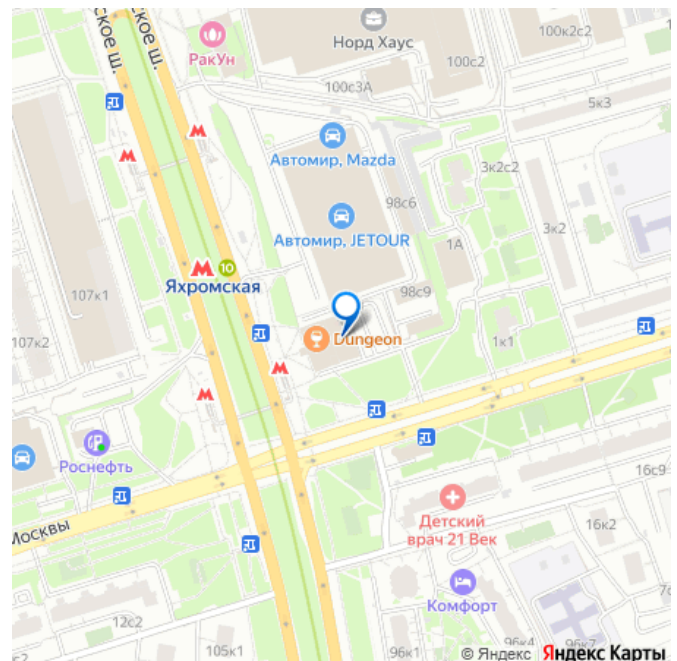 ское ш.
ское ш.
РакУн
Норд Хаус
100с2
100к2с2
100с3А
5к3
Автомир, Mazda
3к2с2
98с6
3к2
Автомир, JETOUR
1А
10
Яхромская
107к1
98с9
107к2
Dungeon
1к1
Роснефть
Москвы
16с9
Детский
врач 21 Век
16к2
Комфорт
12с2
105к1
96к4
96к7
© Яндекс Яндекс Карты